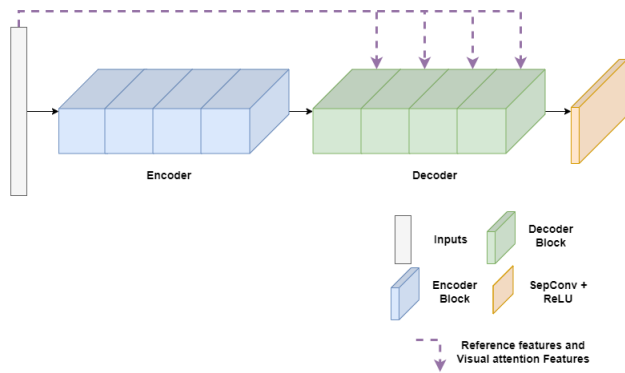 Encoder
Decoder
Inputs
Decoder
Block
Encoder
Block
SepConv +
ReLU
Reference features and
Visual attention Features